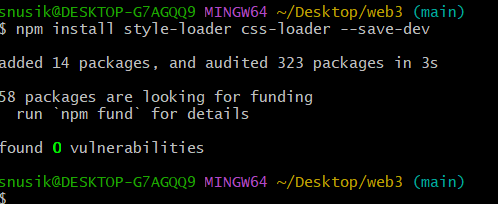 snusik@DESKTOP-G7AGQQ9 MINGW64 ~/Desktop/web3 (main)
$ npm install style-loader css-loader --save-dev
added 14 packages, and audited 323 packages in 3s
58 packages are looking for funding
run `npm fund` for details
found 0 vulnerabilities
snusik@DESKTOP-G7AGQQ9 MINGW64 ~/Desktop/web3 (main)
$